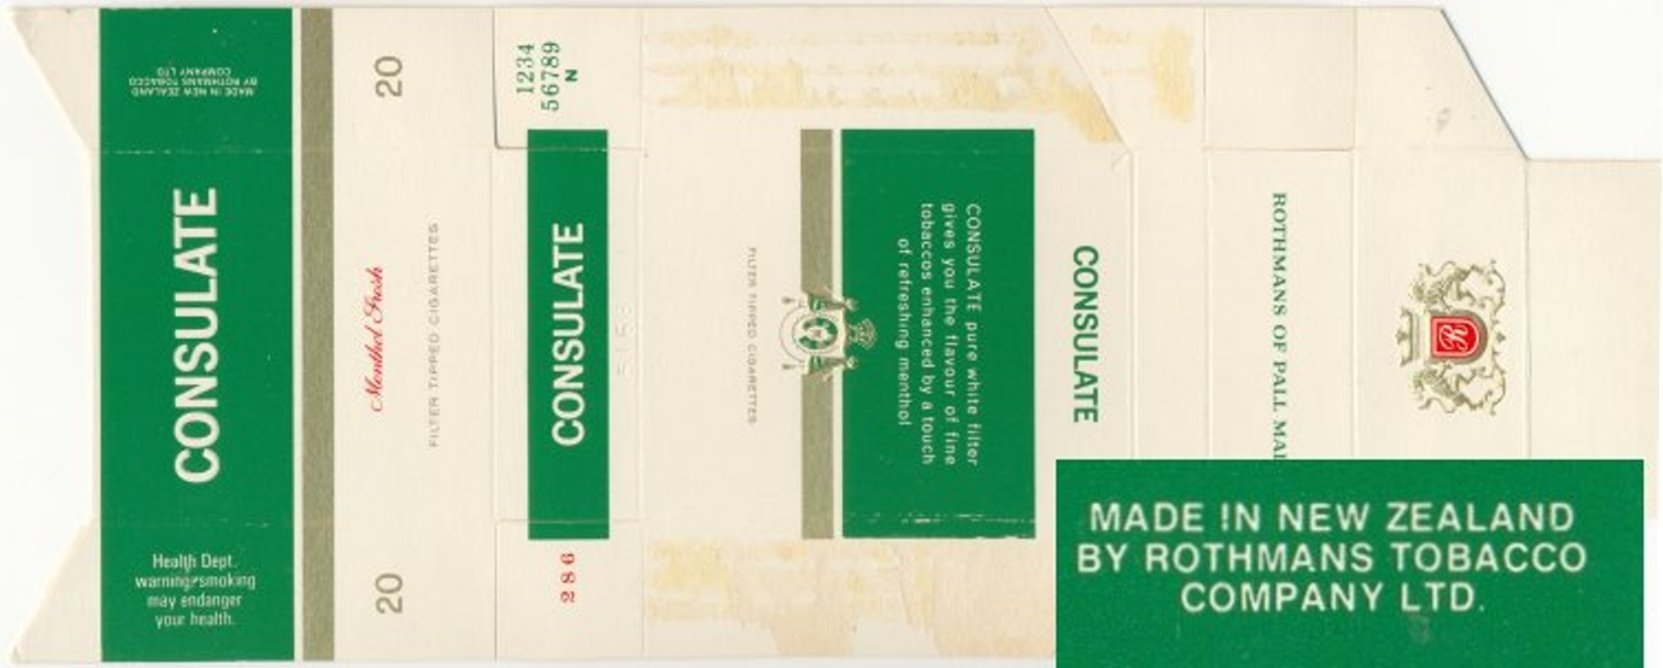 MADE IN NEW ZEALAND
BY ROTHMANS TOBACCO
COMPANY LTD
CONSULATE
Health Dept.
warning: smoking
may endanger
your health.
20
Menthol Fresh
FILTER TIPPED CIGARETTES
20
1234
56789
N
CONSULATE
286
FILTER TIPPED CIGARETTES
CONSULATE pure white filter
gives you the flavour of fine
tobaccos enhanced by a touch
of refreshing menthol
CONSULATE
ROTHMANS OF PALL MAL
R
MADE IN NEW ZEALAND
BY ROTHMANS TOBACCO
COMPANY LTD.